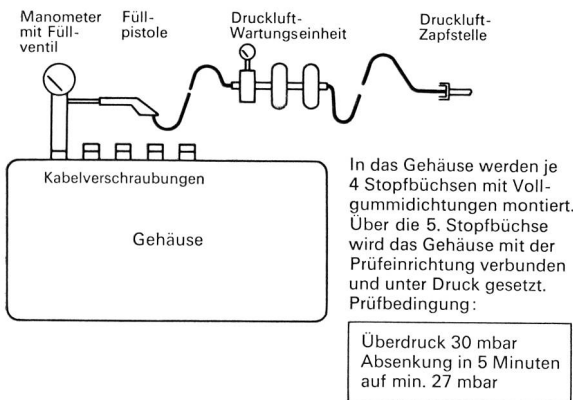 Manometer
mit Füll-
ventil
Füll-
pistole
Druckluft-
Wartungseinheit
Druckluft-
Zapfstelle
Kabelverschraubungen
Gehäuse
In das Gehäuse werden je
4 Stopfbüchsen mit Voll-
gummidichtungen montiert.
Über die 5. Stopfbüchse
wird das Gehäuse mit der
Prüfeinrichtung verbunden
und unter Druck gesetzt.
Prüfbedingung:
Überdruck 30 mbar
Absenkung in 5 Minuten
auf min. 27 mbar